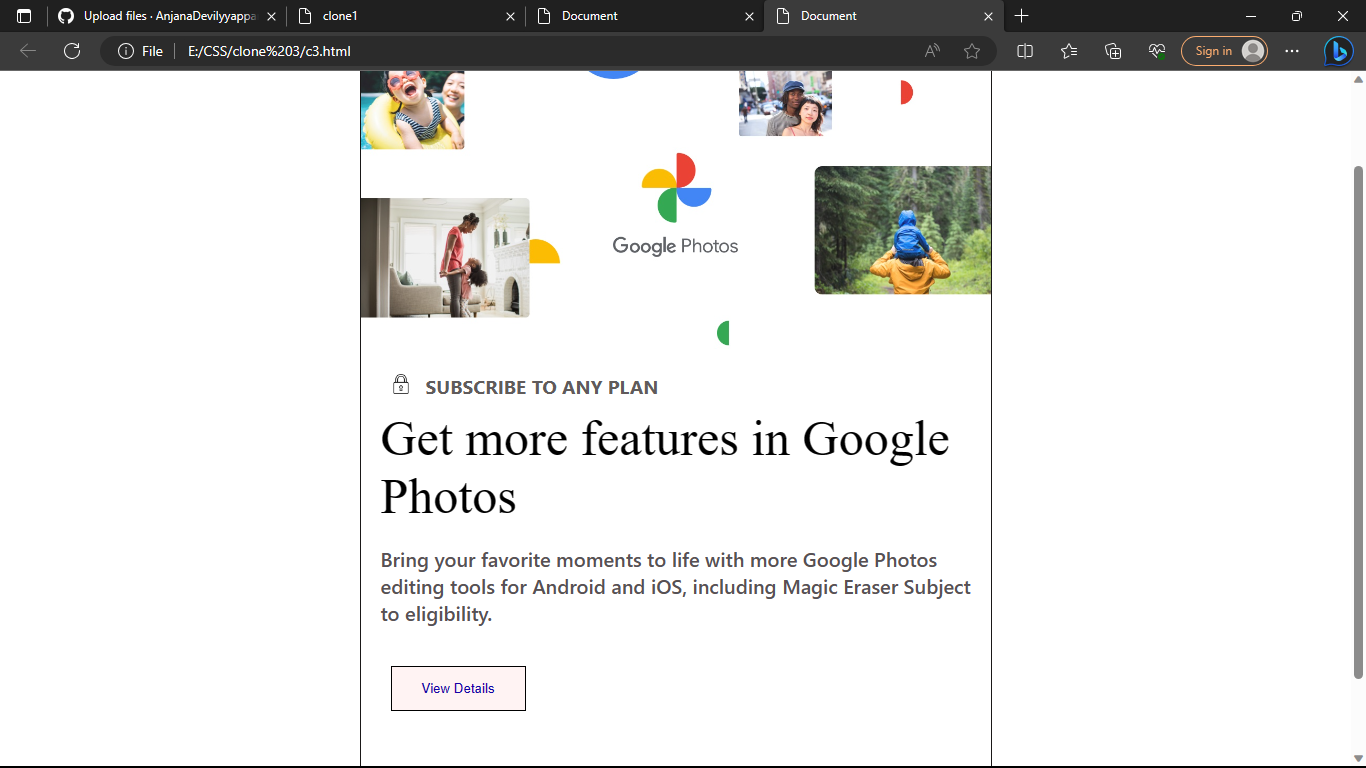 Upload files · AnjanaDevilyyappa
clone1
Document
Document
File
E:/CSS/clone%203/c3.html
Sign in
Google Photos
SUBSCRIBE TO ANY PLAN
Get more features in Google
Photos
Bring your favorite moments to life with more Google Photos
editing tools for Android and iOS, including Magic Eraser Subject
to eligibility.
View Details